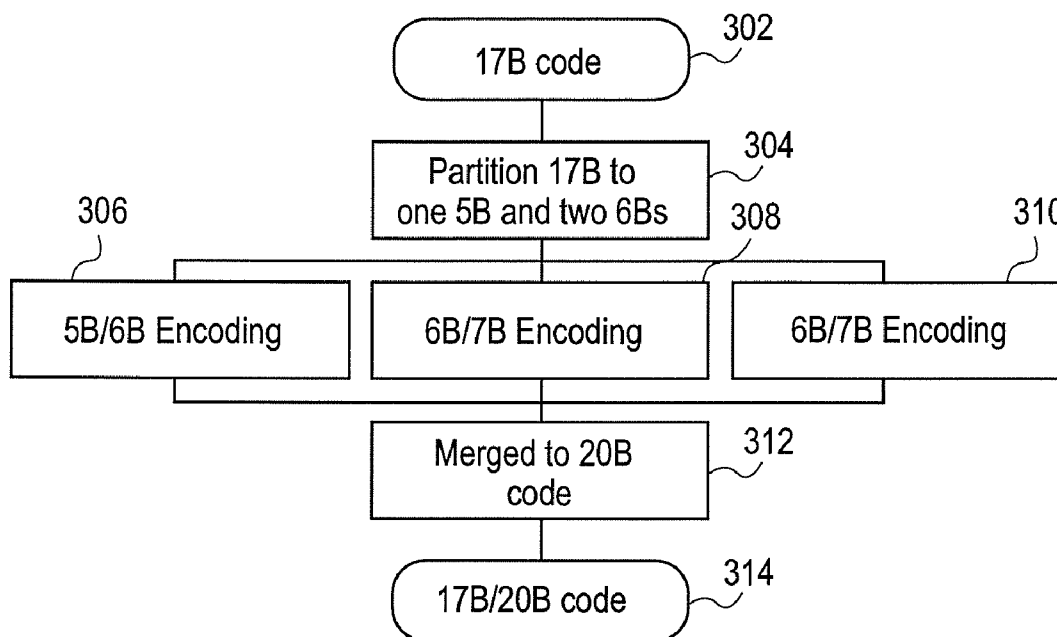 302
17B code
304
Partition 17B to
one 5B and two 6Bs
306
308
310
5B/6B Encoding
6B/7B Encoding
6B/7B Encoding
Merged to 20B
code
312
17B/20B code
314